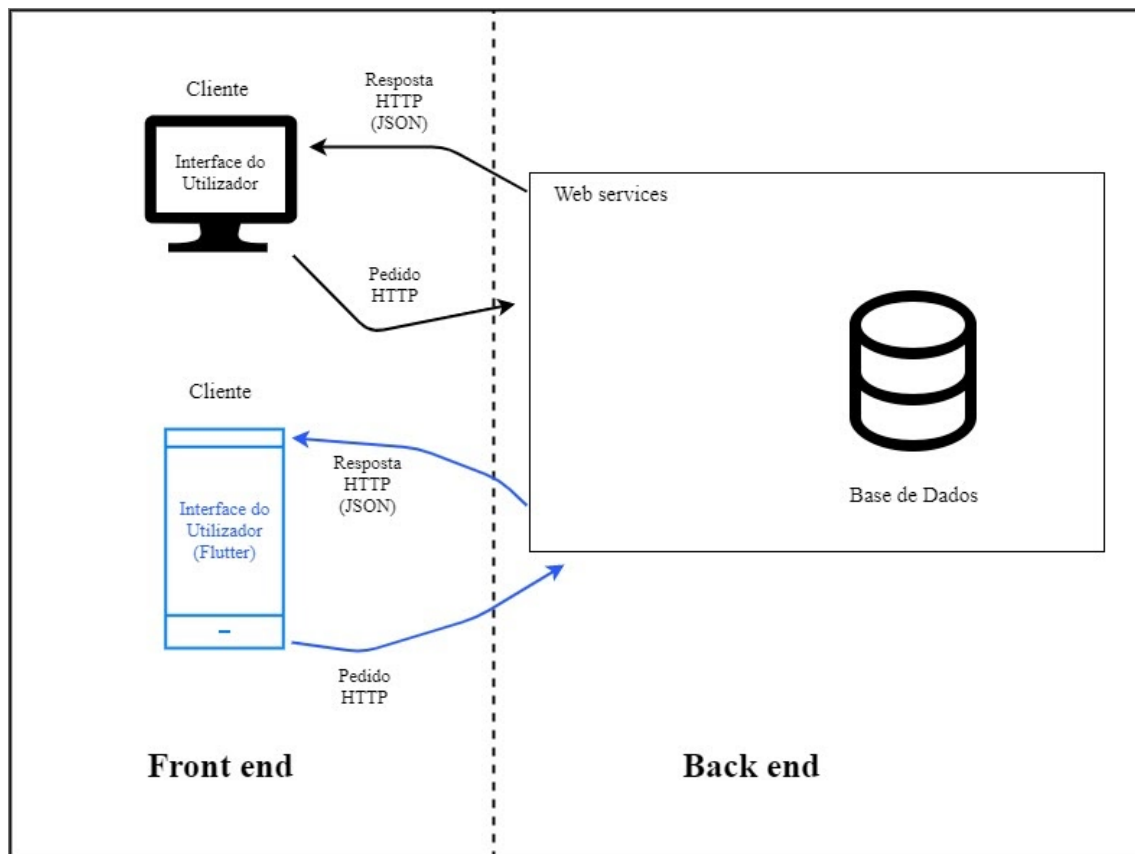 Cliente
Resposta
HTTP
(JSON)
Interface do
Utilizador
Web services
Pedido
HTTP
Cliente
Resposta
HTTP
(JSON)
Interface do
Utilizador
(Flutter)
Base de Dados
Pedido
HTTP
Front end
Back end